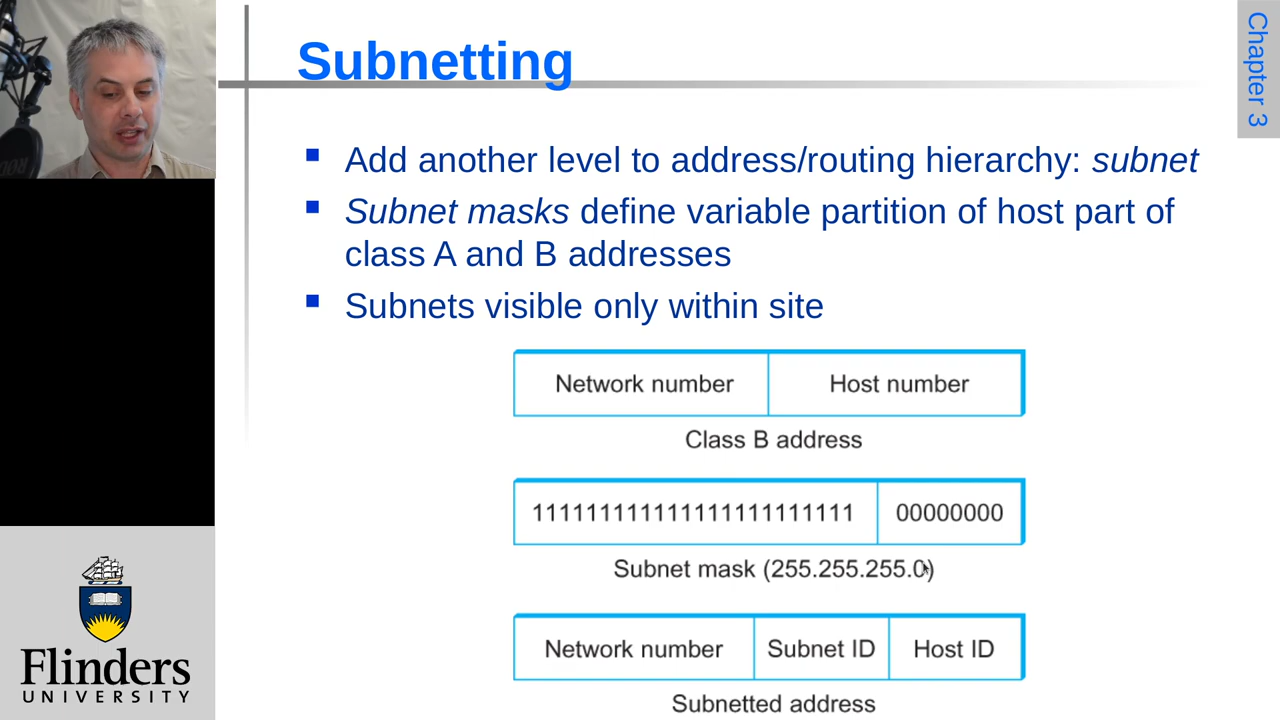 Subnetting
Chapter 3
Add another level to address/routing hierarchy: subnet
Subnet masks define variable partition of host part of
class A and B addresses
Subnets visible only within site
Network number Host number
Class B address
111111111111111111111111 00000000
Subnet mask (255.255.255.0)
Network number Subnet ID Host ID
Subnetted address
Flinders
UNIVERSITY